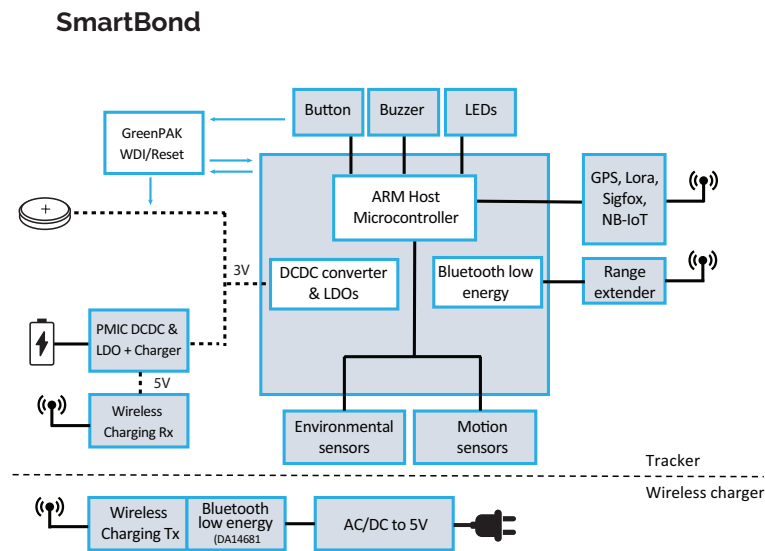 SmartBond
Button
Buzzer
LEDs
GreenPAK
WDI/Reset
ARM Host
Microcontroller
GPS, Lora,
Sigfox,
NB-IoT
3V
DCDC converter
& LDOs
Bluetooth low
energy
Range
extender
PMIC DCDC &
LDO + Charger
5V
Wireless
Charging Rx
Environmental
sensors
Motion
sensors
Tracker
Wireless charger
Wireless
Charging Tx
Bluetooth
low energy
(DA14681
AC/DC to 5V